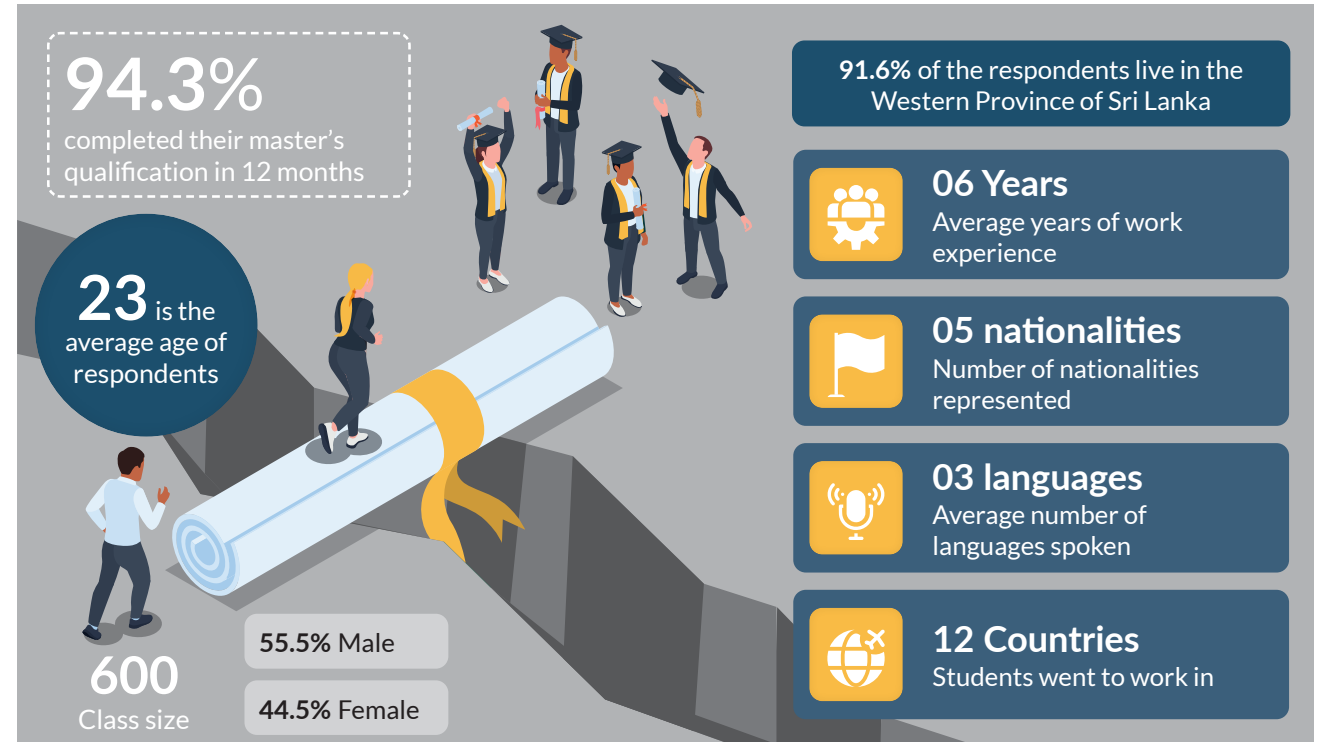 94.3%
completed their master's
qualification in 12 months
23 is the
average age of
respondents
600
Class size
55.5% Male
44.5% Female
91.6% of the respondents live in the
Western Province of Sri Lanka
06 Years
Average years of work
experience
05 nationalities
Number of nationalities
represented
03 languages
Average number of
languages spoken
12 Countries
Students went to work in